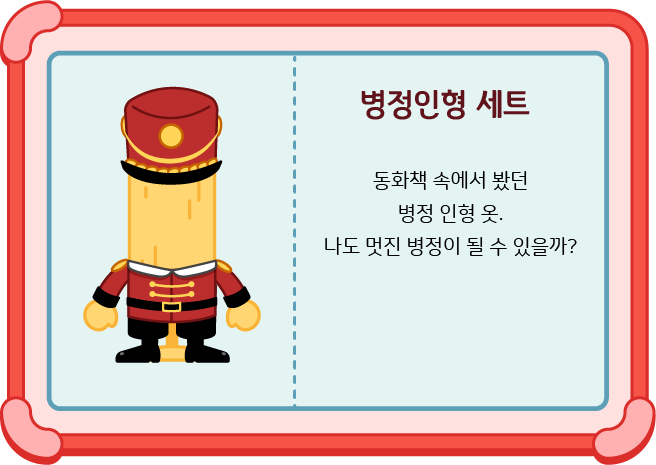 병정인형 세트
동화책 속에서 봤던
병정 인형 옷.
나도 멋진 병정이 될 수 있을까?